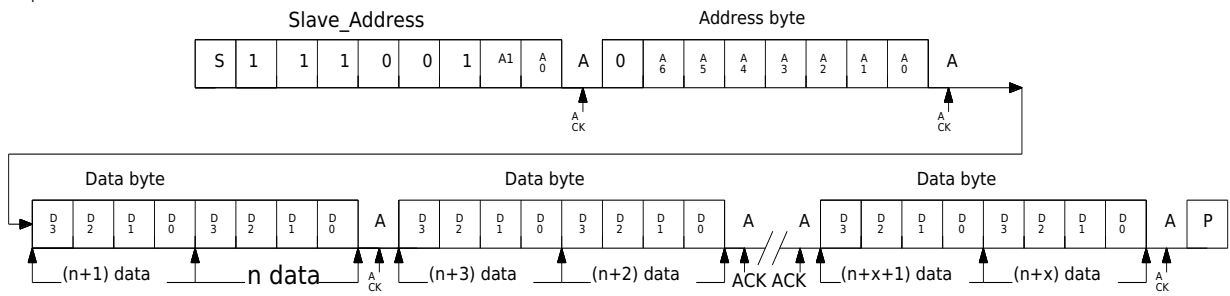 Slave_Address
Address byte
S 1 1 1 0 0 1 A1 A0 A 0 A6 A5 A4 A3 A2 A1 A0 A
ACK ACK
Data byte Data byte Data byte
D3 D2 D1 D0 D3 D2 D1 D0 A D3 D2 D1 D0 D3 D2 D1 D0 A A D3 D2 D1 D0 D3 D2 D1 D0 A P
(n+1) data n data ACK (n+3) data (n+2) data ACK ACK (n+x+1) data (n+x) data ACK